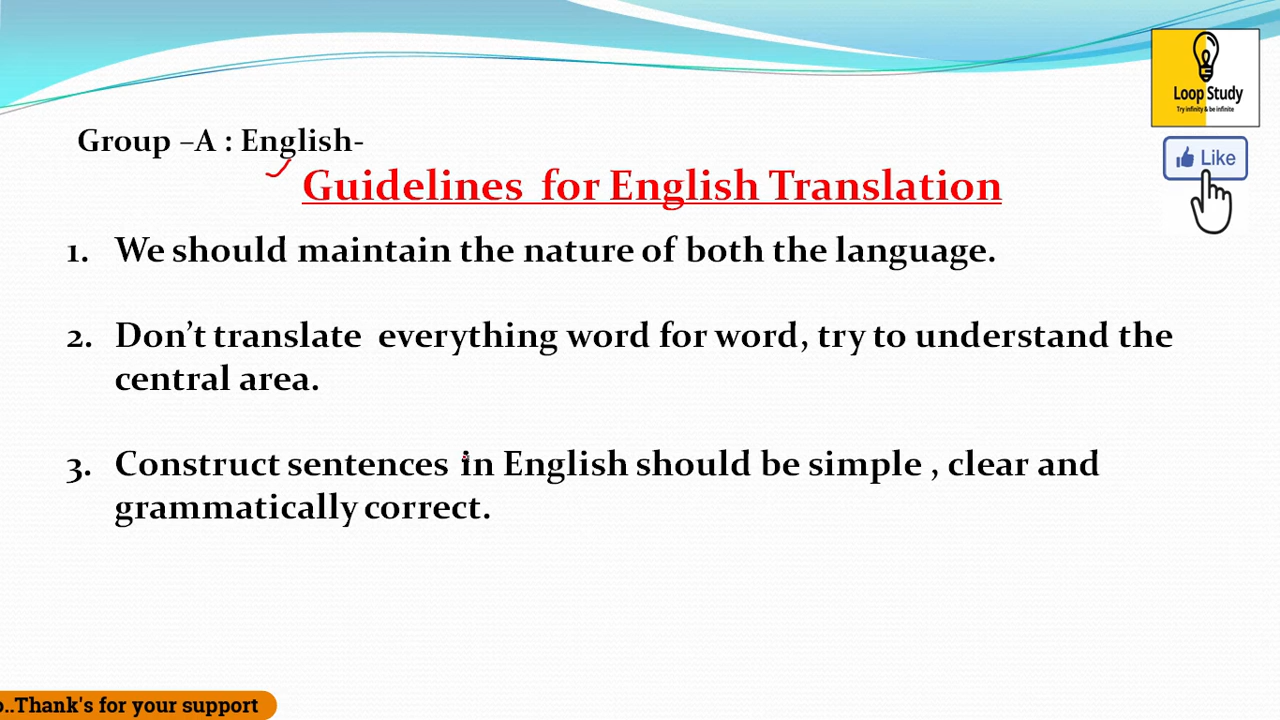 Loop Study
Try infinity & be infinite
Like
Group –A : English-
Guidelines for English Translation
1. We should maintain the nature of both the language.
2. Don’t translate everything word for word, try to understand the
central area.
3. Construct sentences in English should be simple , clear and
grammatically correct.
..Thank's for your support